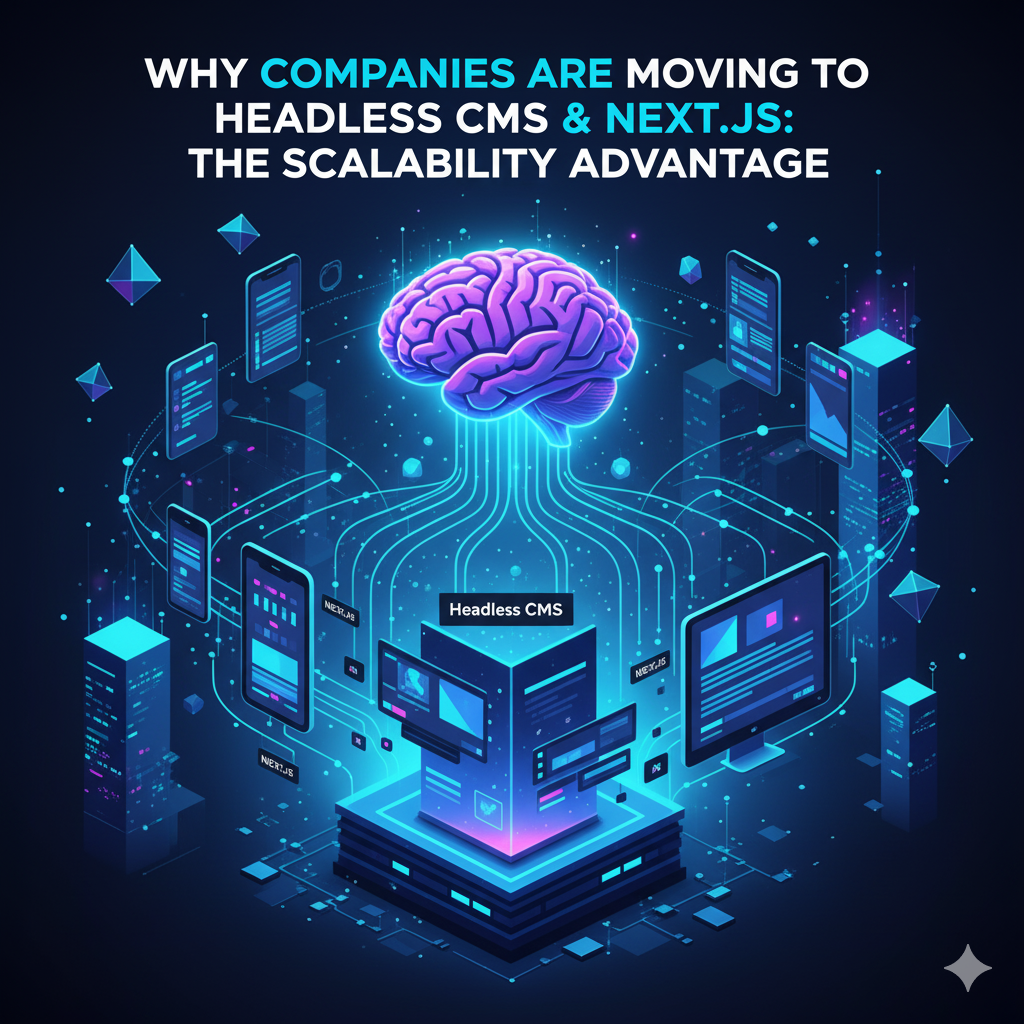 WHY COMPANIES ARE MOVING TO
HEADLESS CMS & NEXT.JS:
THE SCALABILITY ADVANTAGE
Headless CMS